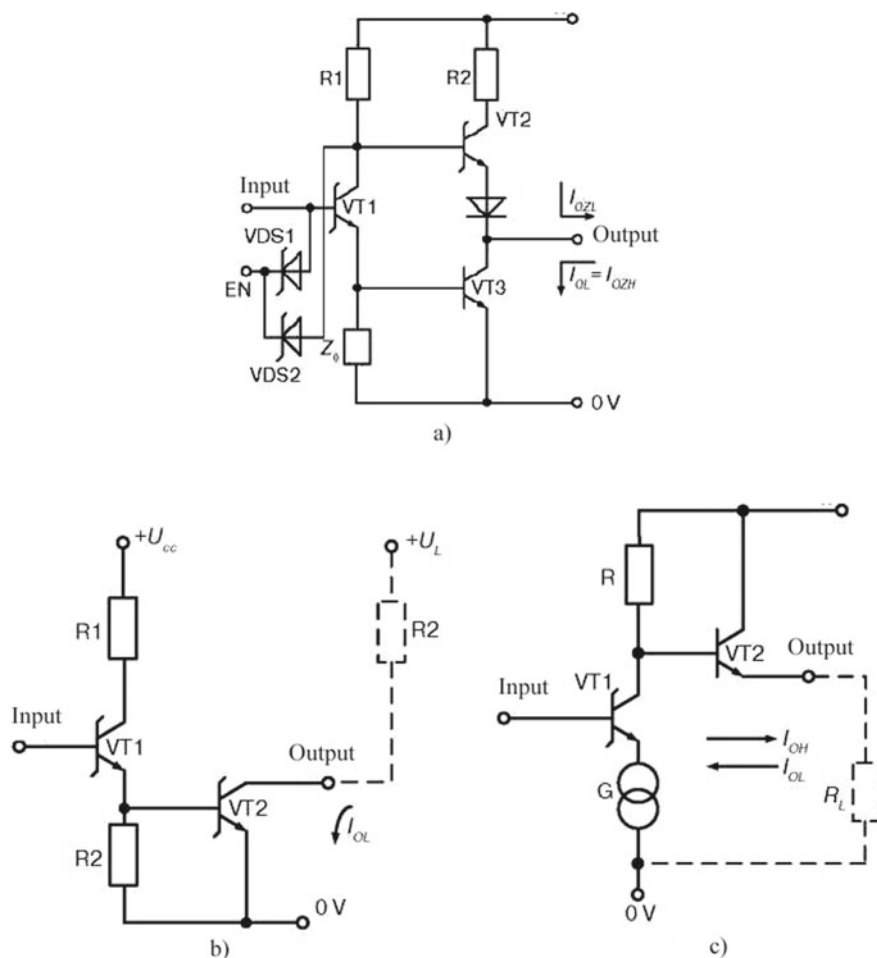 R1
R2
VT2
Input
VT1
I_OZL
Output
VDS1
EN
I_OL = I_OZH
VT3
VDS2
Z_ϕ
0 V
a)
+U_cc
+U_L
R1
R2
Input
VT1
Output
VT2
I_OL
R2
0 V
b)
R
VT2
Output
VT1
Input
I_OH
I_OL
G
R_L
0 V
c)